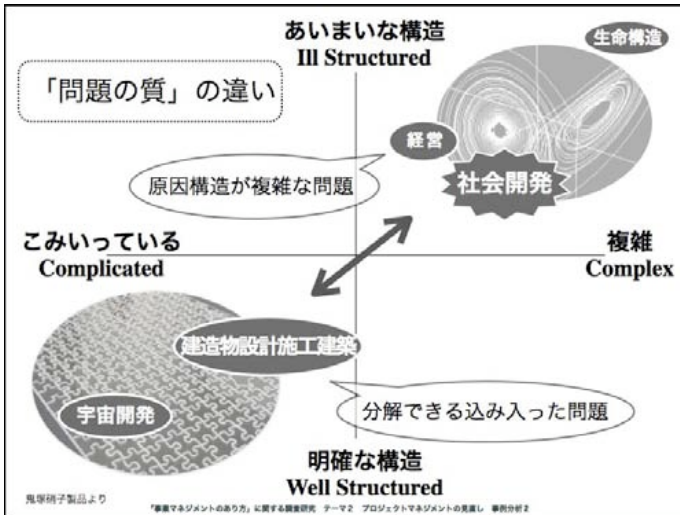 あいまいな構造
Ill Structured
生命構造
「問題の質」の違い
経営
原因構造が複雑な問題
社会開発
こみいっている
Complicated
複雑
Complex
建造物設計施工建築
宇宙開発
分解できる込み入った問題
明確な構造
Well Structured
鬼塚硝子製品より
「事業マネジメントのあり方」に関する調査研究 テーマ2 プロジェクトマネジメントの見直し 事例分析2